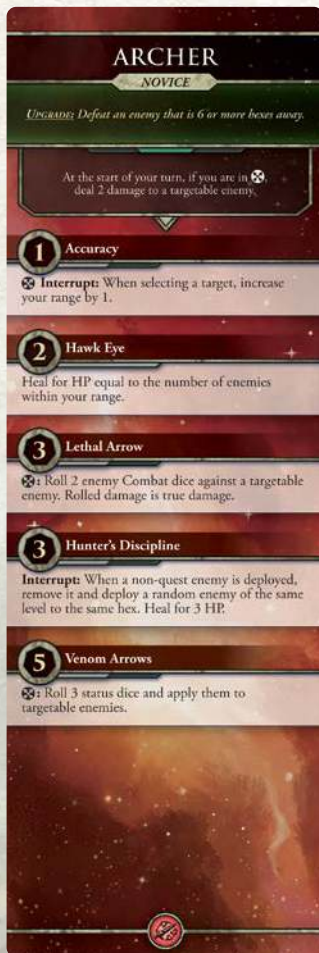 ARCHER
NOVICE
UPGRADE: Defeat an enemy that is 6 or more hexes away.
At the start of your turn, if you are in ,
deal 2 damage to a targetable enemy.
1 Accuracy
Interrupt: When selecting a target, increase
your range by 1.
2 Hawk Eye
Heal for HP equal to the number of enemies
within your range.
3 Lethal Arrow
: Roll 2 enemy Combat dice against a targetable
enemy. Rolled damage is true damage.
3 Hunter's Discipline
Interrupt: When a non-quest enemy is deployed,
remove it and deploy a random enemy of the same
level to the same hex. Heal for 3 HP.
5 Venom Arrows
: Roll 3 status dice and apply them to
targetable enemies.